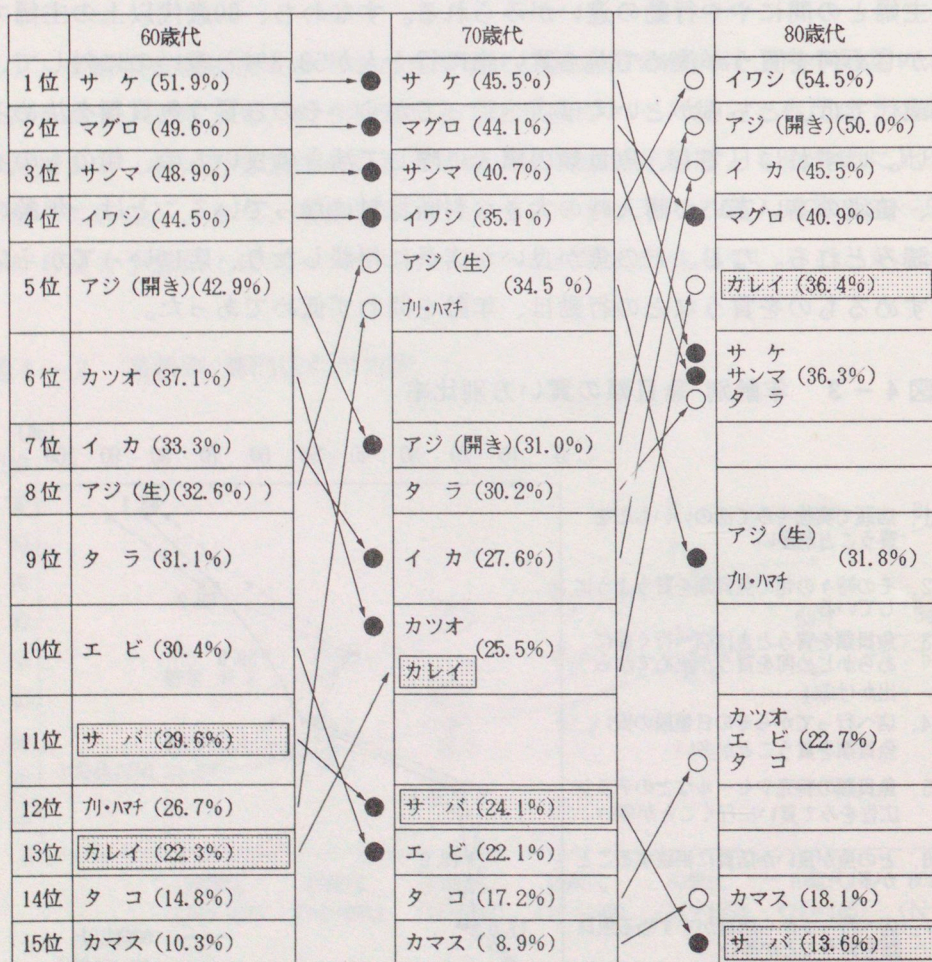 60歳代 70歳代 80歳代
1位 サ ケ (51.9%) サ ケ (45.5%) イワシ (54.5%)
2位 マグロ (49.6%) マグロ (44.1%) アジ (開き)(50.0%)
3位 サンマ (48.9%) サンマ (40.7%) イ カ (45.5%)
4位 イワシ (44.5%) イワシ (35.1%) マグロ (40.9%)
5位 アジ (開き)(42.9%) アジ (生) ブリ・ハマチ (34.5 %) カレイ (36.4%)
6位 カツオ (37.1%) サ ケ サンマ (36.3%) タ ラ
7位 イ カ (33.3%) アジ (開き)(31.0%)
8位 アジ (生)(32.6%) ) タ ラ (30.2%)
9位 タ ラ (31.1%) イ カ (27.6%) アジ (生) ブリ・ハマチ (31.8%)
10位 エ ビ (30.4%) カツオ カレイ (25.5%)
11位 サ バ (29.6%) カツオ エ ビ (22.7%) タ コ
12位 ブリ・ハマチ (26.7%) サ バ (24.1%)
13位 カレイ (22.3%) エ ビ (22.1%)
14位 タ コ (14.8%) タ コ (17.2%) カマス (18.1%)
15位 カマス (10.3%) カマス ( 8.9%) サ バ (13.6%)